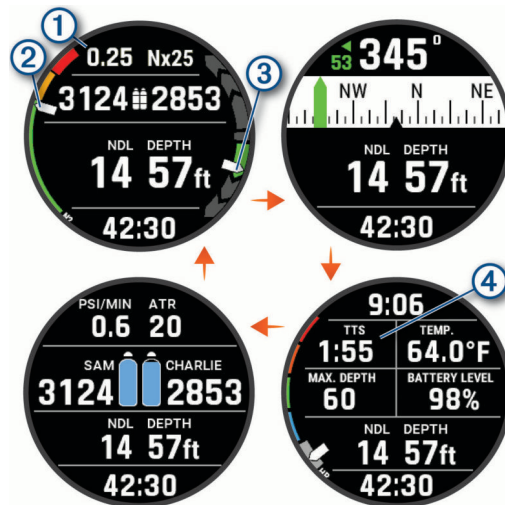 1
0.25 Nx25
2
3124 2853
3
NDL DEPTH
14 57ft
42:30
N2
53 345°
NW N NE
NDL DEPTH
14 57ft
42:30
PSI/MIN ATR
0.6 20
SAM CHARLIE
3124 2853
NDL DEPTH
14 57ft
42:30
4
9:06
TTS TEMP.
1:55 64.0°F
MAX. DEPTH BATTERY LEVEL
60 98%
NDL DEPTH
14 57ft
42:30